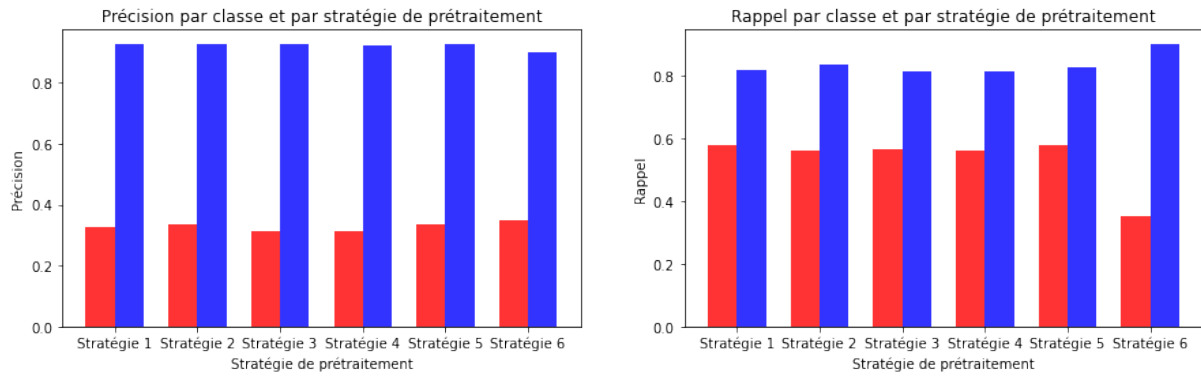 Précision par classe et par stratégie de prétraitement
Précision
0.8
0.6
0.4
0.2
0.0
Stratégie 1 Stratégie 2 Stratégie 3 Stratégie 4 Stratégie 5 Stratégie 6
Stratégie de prétraitement
Rappel par classe et par stratégie de prétraitement
Rappel
0.8
0.6
0.4
0.2
0.0
Stratégie 1 Stratégie 2 Stratégie 3 Stratégie 4 Stratégie 5 Stratégie 6
Stratégie de prétraitement